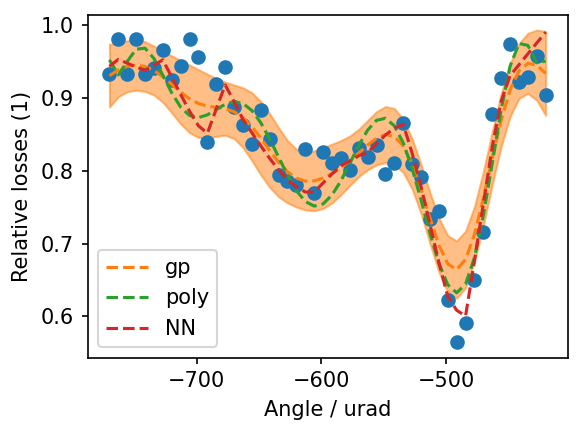 1.0
0.9
0.8
0.7
0.6
Relative losses (1)
gp
poly
NN
−700
−600
−500
Angle / urad